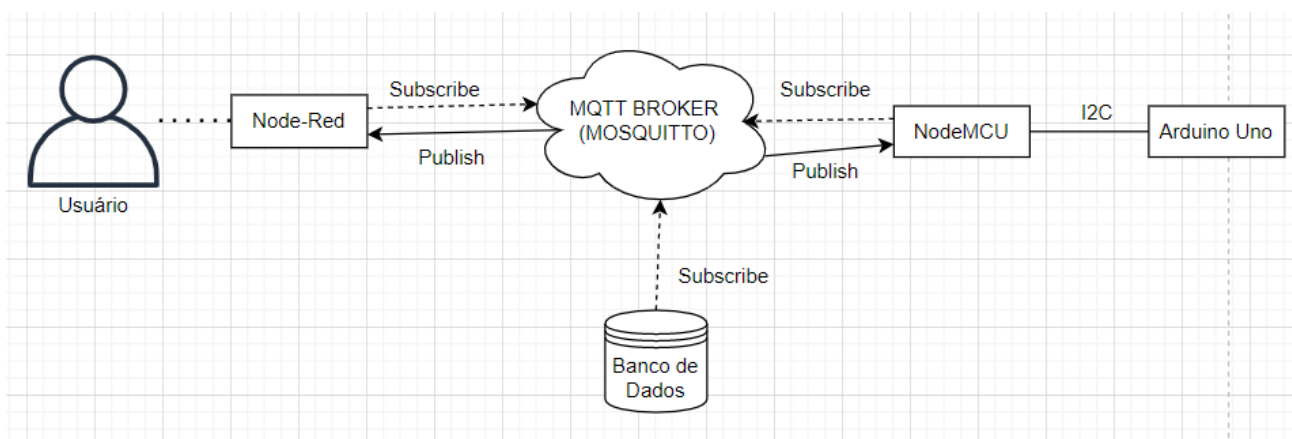 Usuário
Node-Red
Subscribe
Publish
MQTT BROKER
(MOSQUITTO)
Subscribe
Publish
NodeMCU
I2C
Arduino Uno
Subscribe
Banco de
Dados